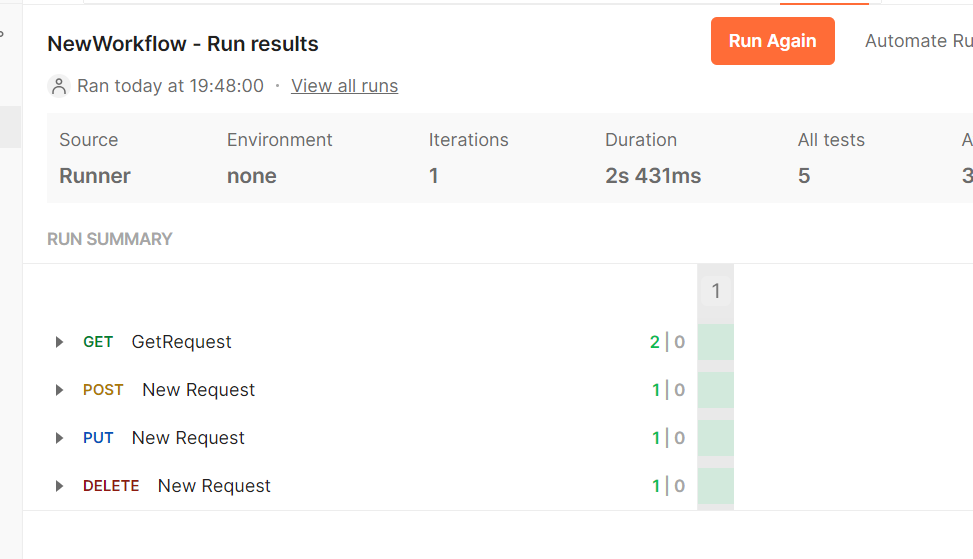 NewWorkflow - Run results
Run Again
Automate Ru
Ran today at 19:48:00 · View all runs
Source Environment Iterations Duration All tests A
Runner none 1 2s 431ms 5 3
RUN SUMMARY
1
GET GetRequest 2 | 0
POST New Request 1 | 0
PUT New Request 1 | 0
DELETE New Request 1 | 0